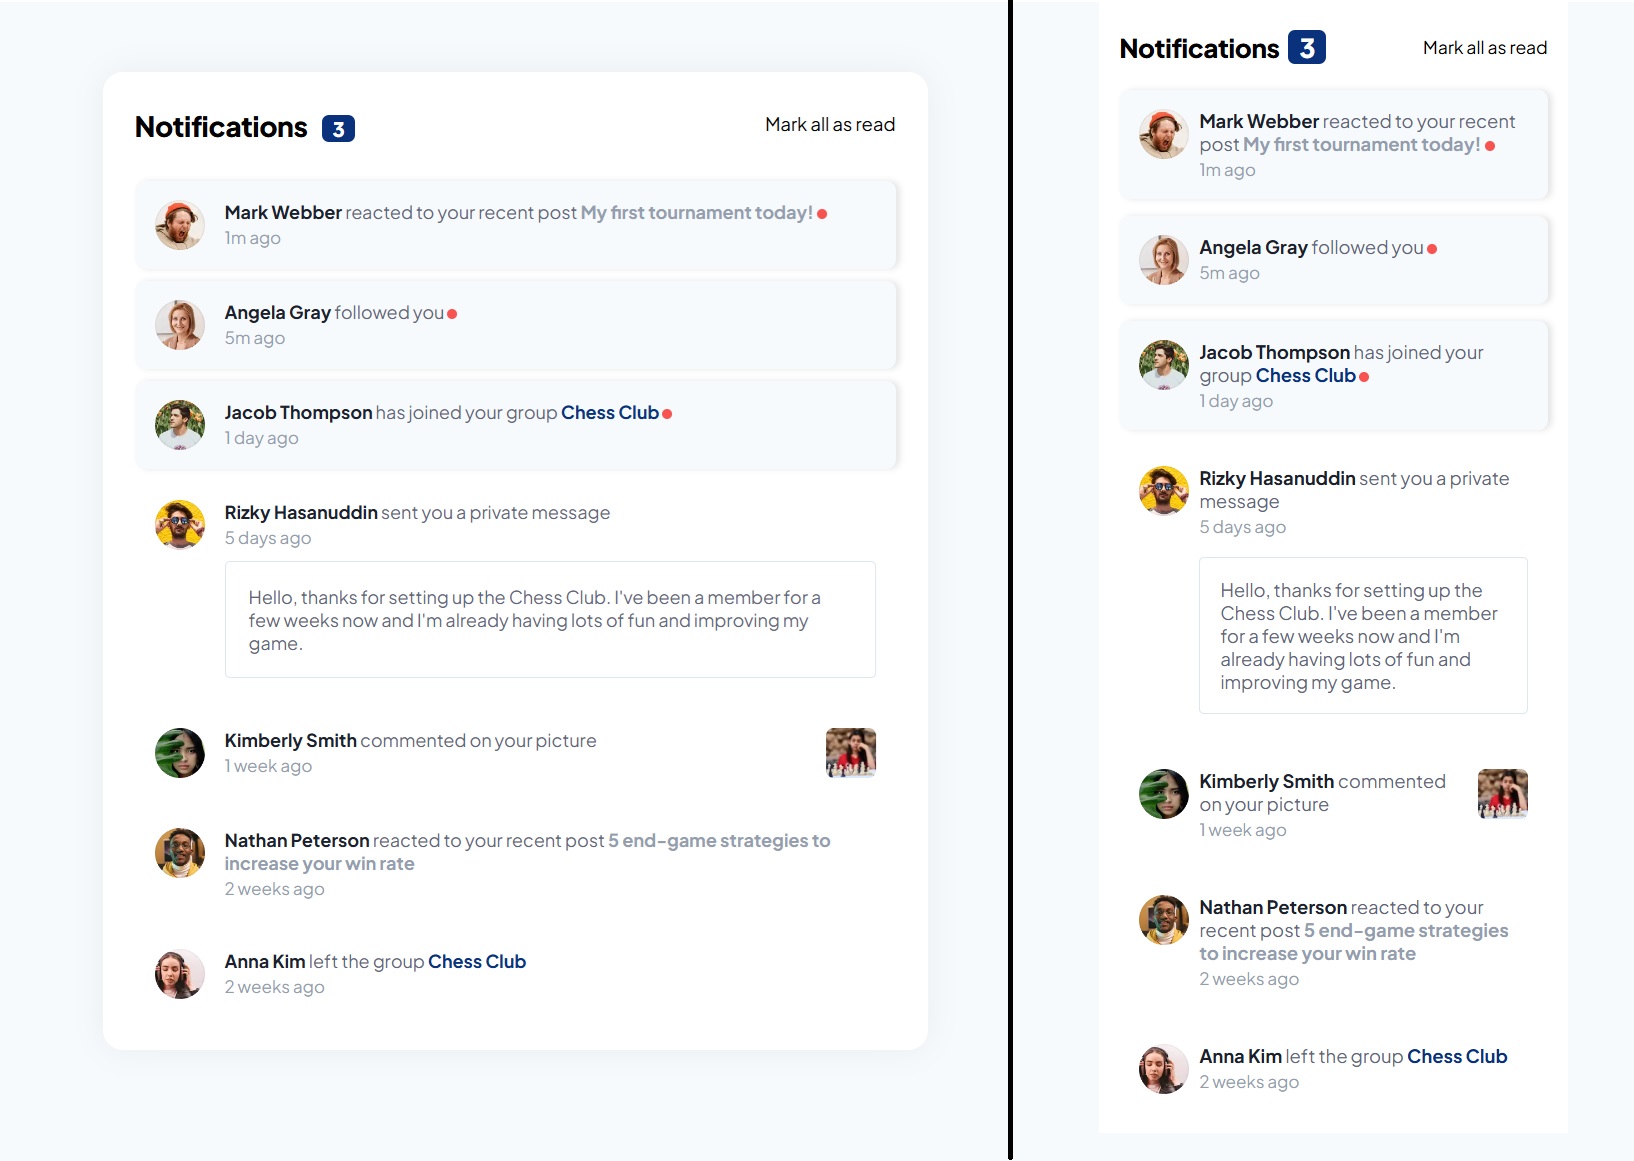 Notifications 3
Mark all as read
Mark Webber reacted to your recent post My first tournament today!
1m ago
Angela Gray followed you
5m ago
Jacob Thompson has joined your group Chess Club
1 day ago
Rizky Hasanuddin sent you a private message
5 days ago
Hello, thanks for setting up the Chess Club. I've been a member for a
few weeks now and I'm already having lots of fun and improving my
game.
Kimberly Smith commented on your picture
1 week ago
Nathan Peterson reacted to your recent post 5 end-game strategies to
increase your win rate
2 weeks ago
Anna Kim left the group Chess Club
2 weeks ago
Notifications 3
Mark all as read
Mark Webber reacted to your recent
post My first tournament today!
1m ago
Angela Gray followed you
5m ago
Jacob Thompson has joined your
group Chess Club
1 day ago
Rizky Hasanuddin sent you a private
message
5 days ago
Hello, thanks for setting up the
Chess Club. I've been a member
for a few weeks now and I'm
already having lots of fun and
improving my game.
Kimberly Smith commented
on your picture
1 week ago
Nathan Peterson reacted to your
recent post 5 end-game strategies
to increase your win rate
2 weeks ago
Anna Kim left the group Chess Club
2 weeks ago